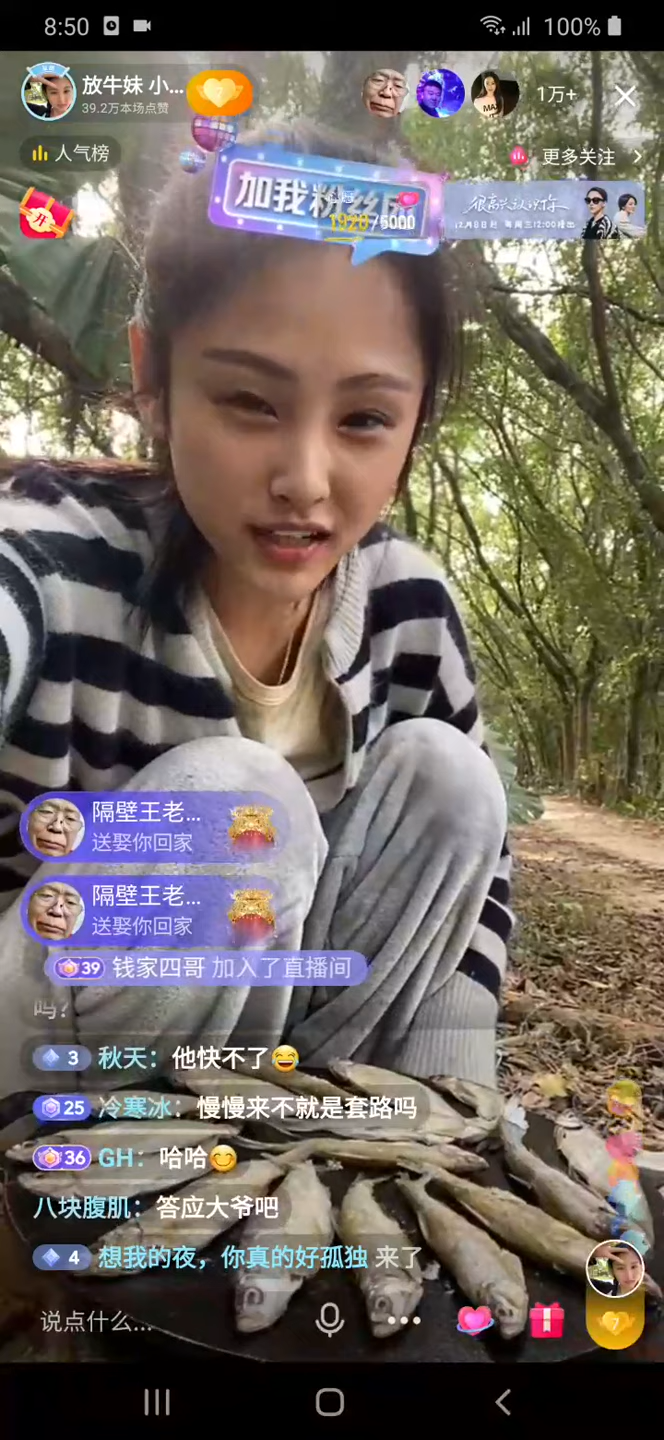 8:50
100%
放牛妹 小...
39.2万本场点赞
7
1万+
人气榜
更多关注
加我粉丝团
1920/5000
很高兴认识你
开
隔壁王老...
送娶你回家
隔壁王老...
送娶你回家
39 钱家四哥 加入了直播间
吗?
3 秋天：他快不了😂
25 冷寒冰：慢慢来不就是套路吗
36 GH：哈哈😊
八块腹肌：答应大爷吧
4 想我的夜，你真的好孤独 来了
说点什么...
7